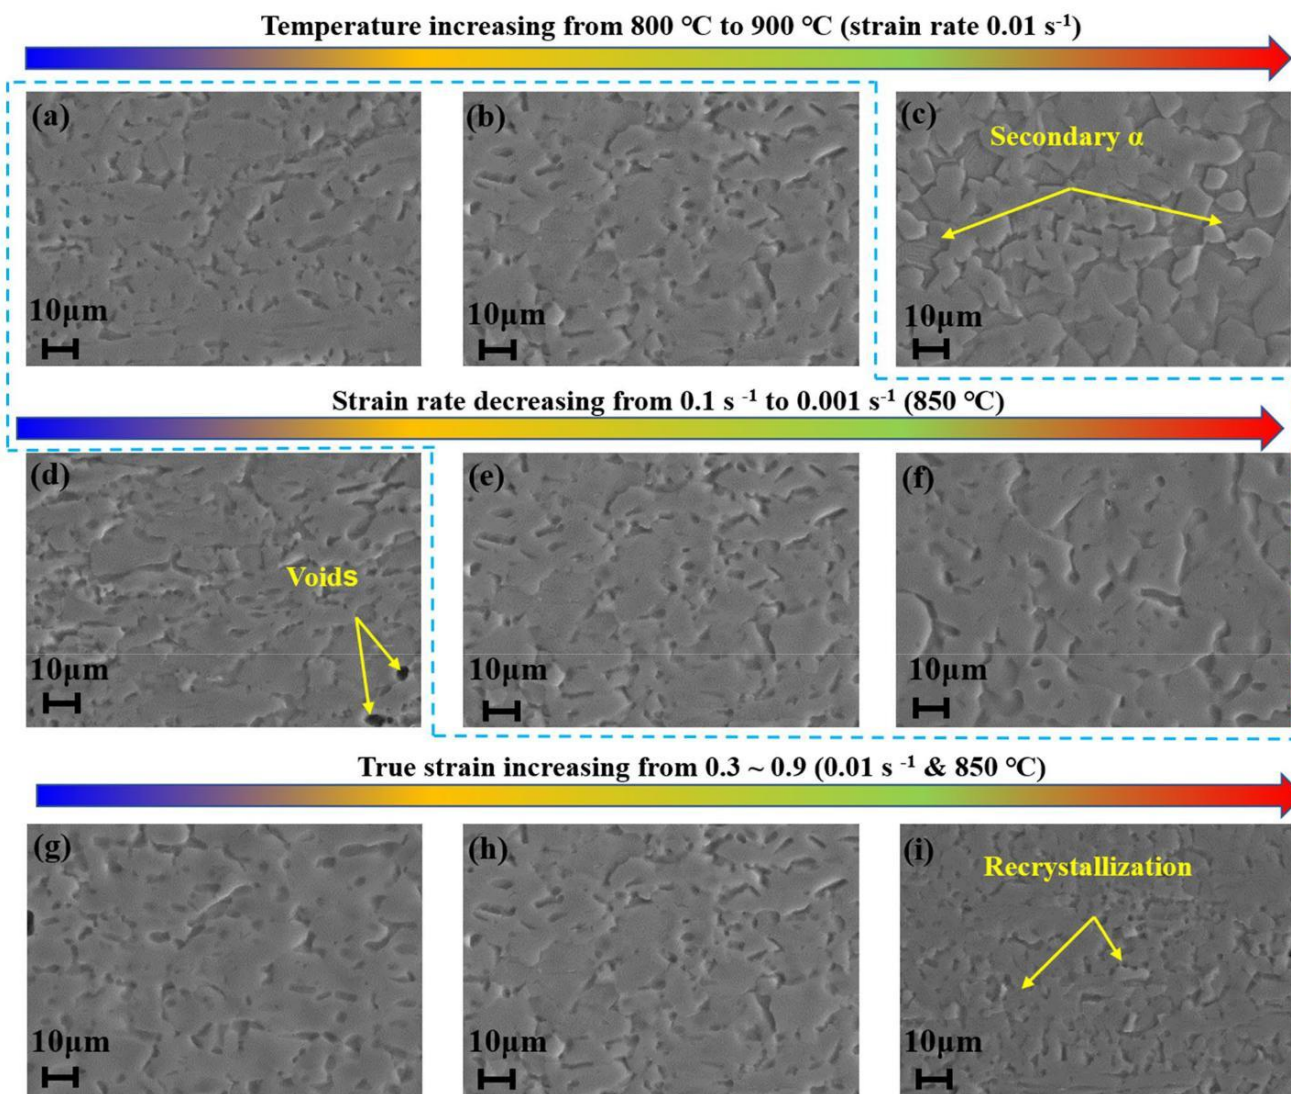 Temperature increasing from 800 ℃ to 900 ℃ (strain rate 0.01 s⁻¹)
(a)
(b)
(c)
Secondary α
10μm
10μm
10μm
Strain rate decreasing from 0.1 s ⁻¹ to 0.001 s⁻¹ (850 ℃)
(d)
(e)
(f)
Voids
10μm
10μm
10μm
True strain increasing from 0.3 ~ 0.9 (0.01 s ⁻¹ & 850 ℃)
(g)
(h)
(i)
Recrystallization
10μm
10μm
10μm